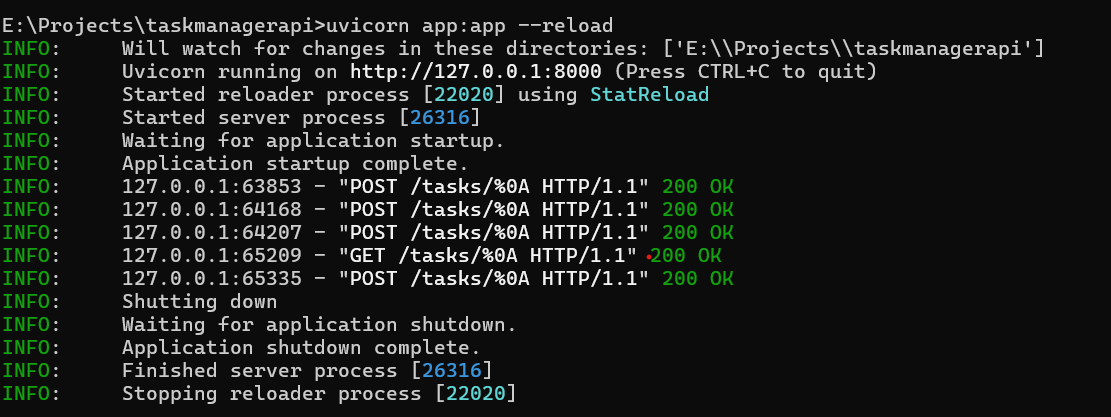 E:\Projects\taskmanagerapi>uvicorn app:app --reload
INFO:     Will watch for changes in these directories: ['E:\\Projects\\taskmanagerapi']
INFO:     Uvicorn running on http://127.0.0.1:8000 (Press CTRL+C to quit)
INFO:     Started reloader process [22020] using StatReload
INFO:     Started server process [26316]
INFO:     Waiting for application startup.
INFO:     Application startup complete.
INFO:     127.0.0.1:63853 - "POST /tasks/%0A HTTP/1.1" 200 OK
INFO:     127.0.0.1:64168 - "POST /tasks/%0A HTTP/1.1" 200 OK
INFO:     127.0.0.1:64207 - "POST /tasks/%0A HTTP/1.1" 200 OK
INFO:     127.0.0.1:65209 - "GET /tasks/%0A HTTP/1.1" 200 OK
INFO:     127.0.0.1:65335 - "POST /tasks/%0A HTTP/1.1" 200 OK
INFO:     Shutting down
INFO:     Waiting for application shutdown.
INFO:     Application shutdown complete.
INFO:     Finished server process [26316]
INFO:     Stopping reloader process [22020]